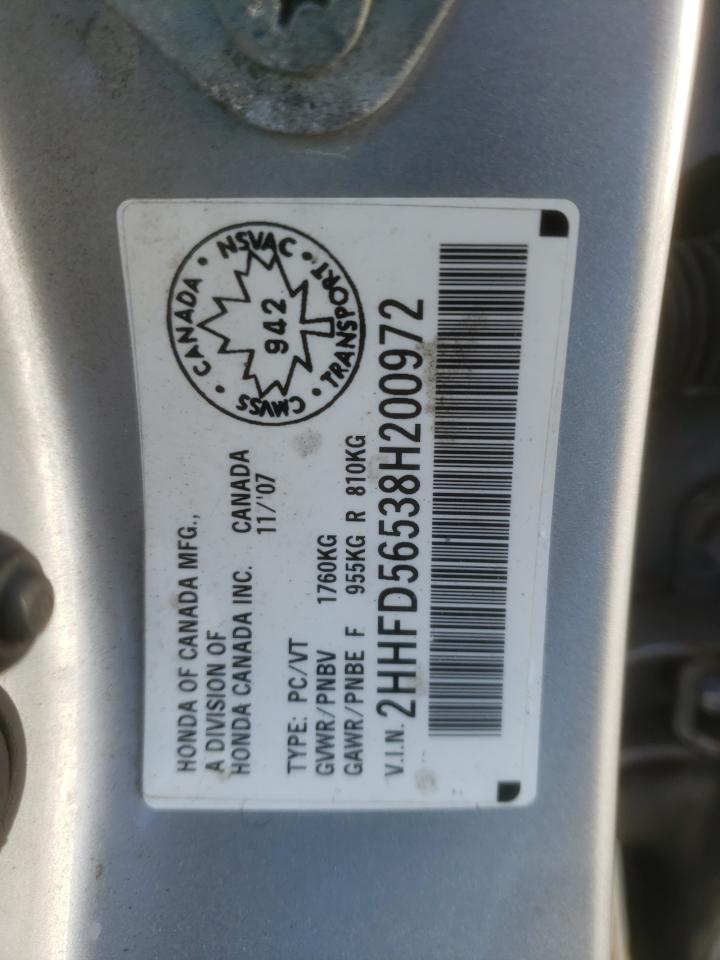 HONDA OF CANADA MFG.,
A DIVISION OF
HONDA CANADA INC. CANADA
11/'07
TYPE: PC/VT
GVWR/PNBV 1760KG
GAWR/PNBE F 955KG R 810KG
V.I.N. 2HHFD56538H200972
CANADA • NSVAC • TRANSPORT • CMVSS •
942